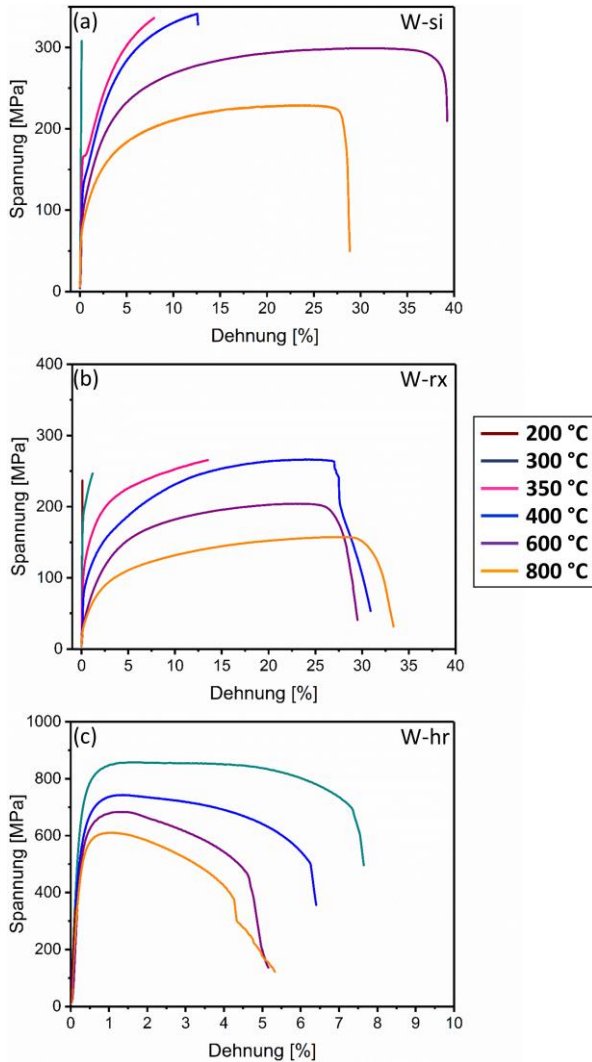 (a)
W-si
Spannung [MPa]
300
200
100
0
0 5 10 15 20 25 30 35 40
Dehnung [%]
(b)
W-rx
Spannung [MPa]
400
300
200
100
0
0 5 10 15 20 25 30 35 40
Dehnung [%]
200 °C
300 °C
350 °C
400 °C
600 °C
800 °C
(c)
W-hr
Spannung [MPa]
1000
800
600
400
200
0
0 1 2 3 4 5 6 7 8 9 10
Dehnung [%]